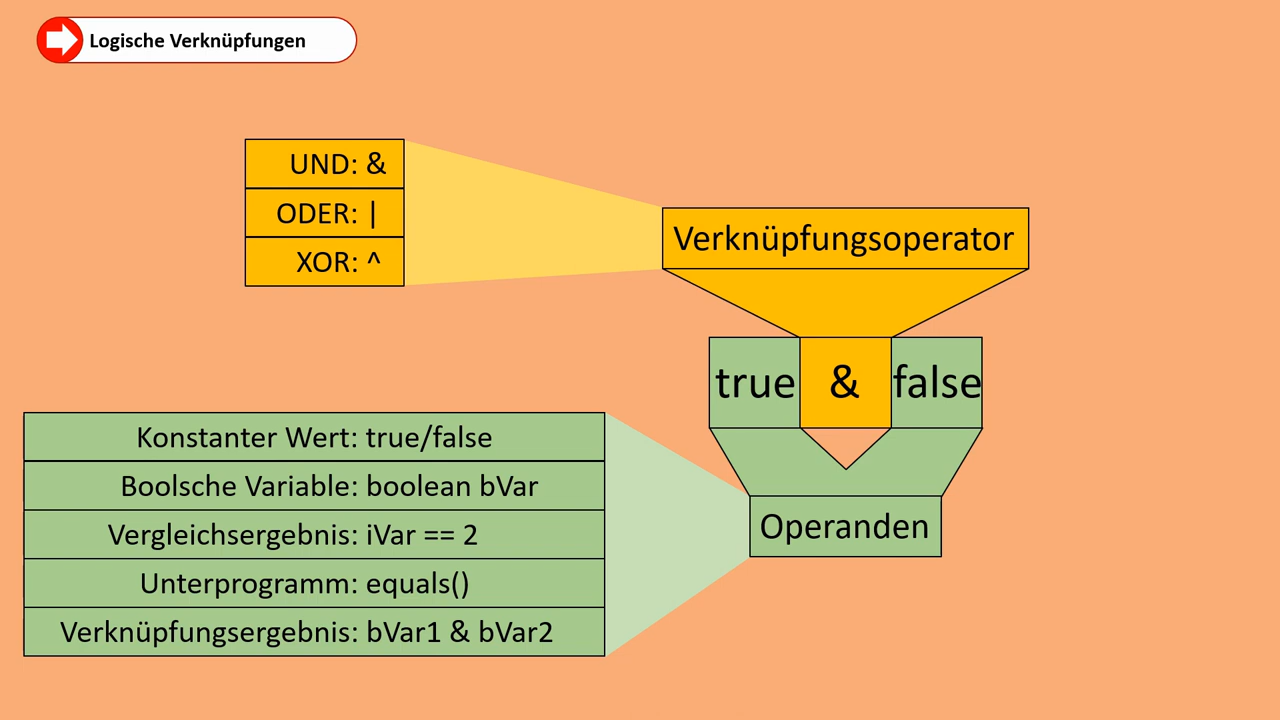 Logische Verknüpfungen
UND: &
ODER: |
XOR: ^
Verknüpfungsoperator
true & false
Operanden
Konstanter Wert: true/false
Boolsche Variable: boolean bVar
Vergleichsergebnis: iVar == 2
Unterprogramm: equals()
Verknüpfungsergebnis: bVar1 & bVar2